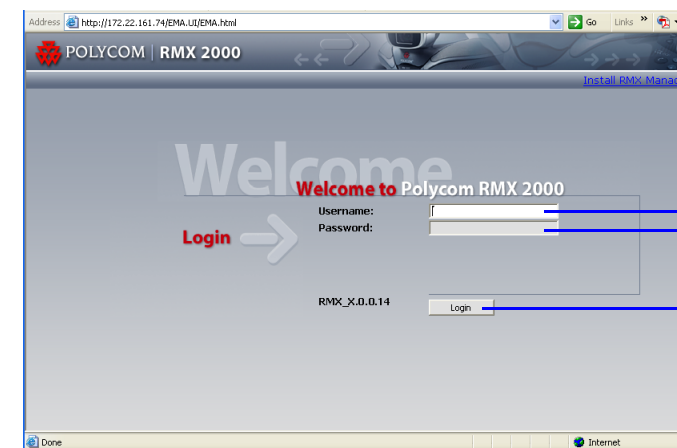 Address http://172.22.161.74/EMA.UI/EMA.html Go Links »
POLYCOM | RMX 2000
Install RMX Manag
Welcome
Welcome to Polycom RMX 2000
Username:
Password:
Login
RMX_X.0.0.14
Login
Done Internet